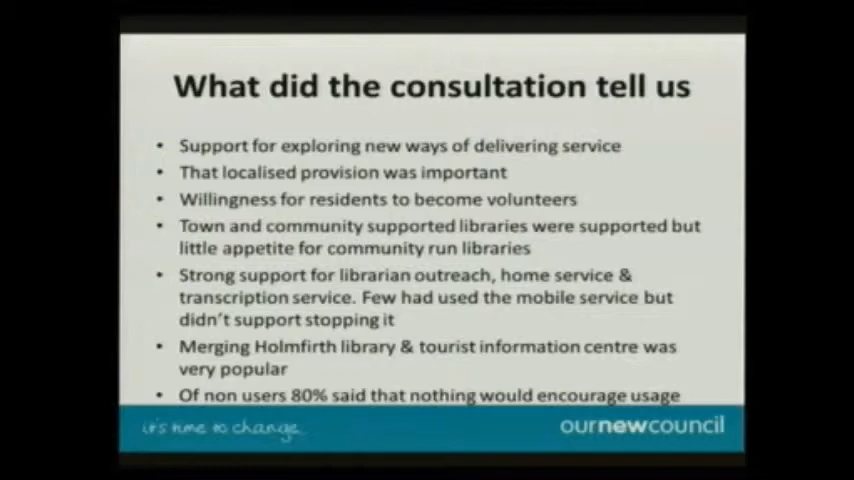 What did the consultation tell us
• Support for exploring new ways of delivering service
• That localised provision was important
• Willingness for residents to become volunteers
• Town and community supported libraries were supported but
little appetite for community run libraries
• Strong support for librarian outreach, home service &
transcription service. Few had used the mobile service but
didn't support stopping it
• Merging Holmfirth library & tourist information centre was
very popular
• Of non users 80% said that nothing would encourage usage
it's time to change
ournewcouncil